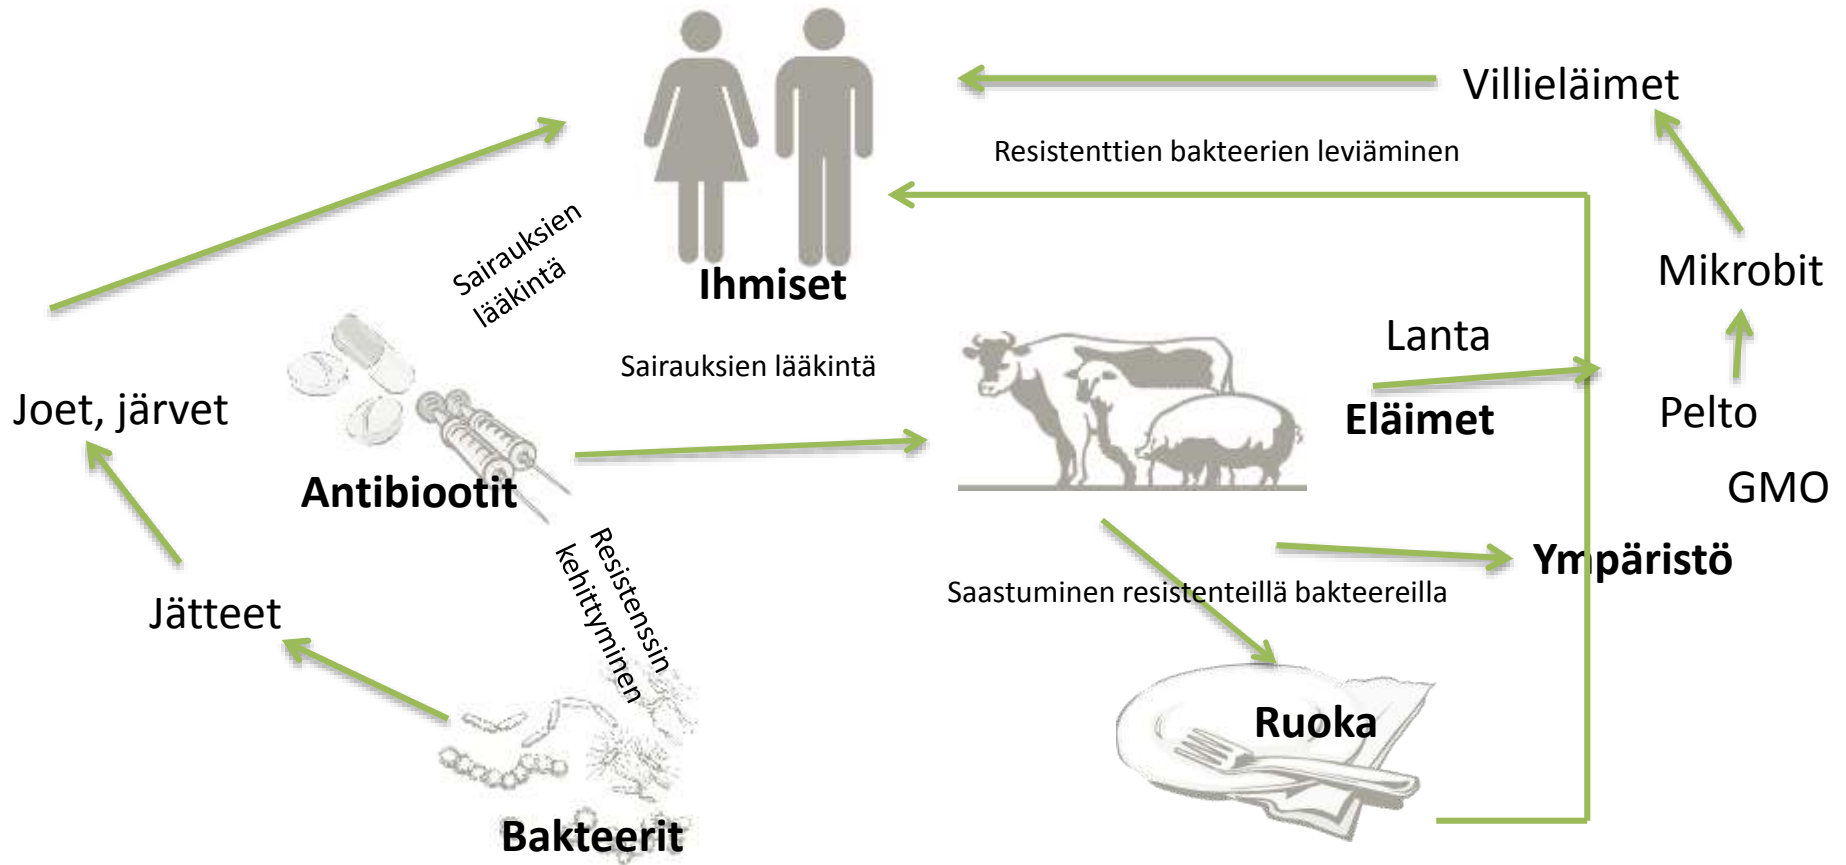 Villieläimet
Resistenttien bakteerien leviäminen
Sairauksien
lääkintä
Ihmiset
Mikrobit
Lanta
Sairauksien lääkintä
Joet, järvet
Eläimet
Pelto
Antibiootit
GMO
Resistenssin
kehittyminen
Ympäristö
Saastuminen resistenteillä bakteereilla
Jätteet
Ruoka
Bakteerit